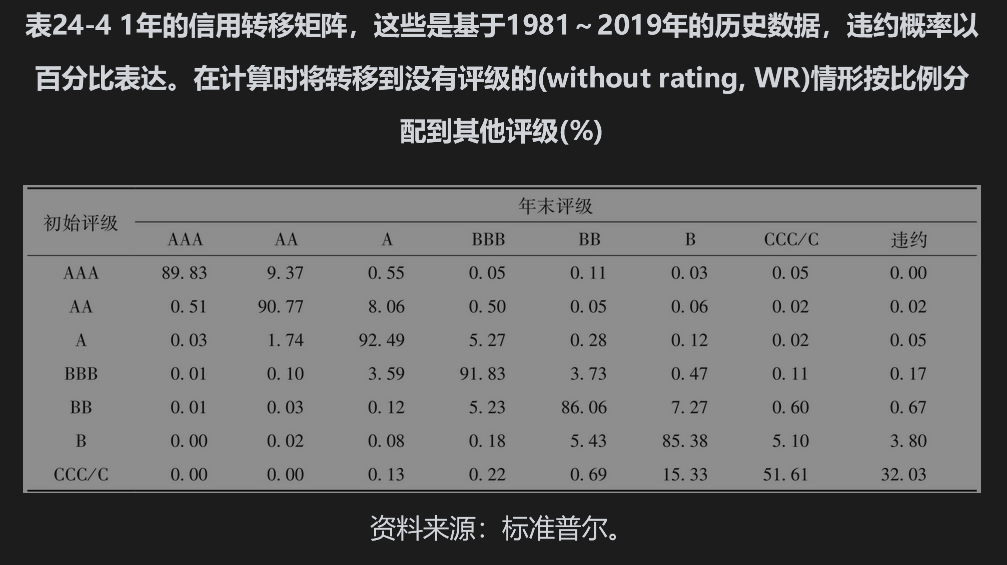 表24-4 1年的信用转移矩阵，这些是基于1981～2019年的历史数据，违约概率以
百分比表达。在计算时将转移到没有评级的(without rating, WR)情形按比例分
配到其他评级(%)
初始评级 年末评级
AAA AA A BBB BB B CCC/C 违约
AAA 89.83 9.37 0.55 0.05 0.11 0.03 0.05 0.00
AA 0.51 90.77 8.06 0.50 0.05 0.06 0.02 0.02
A 0.03 1.74 92.49 5.27 0.28 0.12 0.02 0.05
BBB 0.01 0.10 3.59 91.83 3.73 0.47 0.11 0.17
BB 0.01 0.03 0.12 5.23 86.06 7.27 0.60 0.67
B 0.00 0.02 0.08 0.18 5.43 85.38 5.10 3.80
CCC/C 0.00 0.00 0.13 0.22 0.69 15.33 51.61 32.03
资料来源：标准普尔。